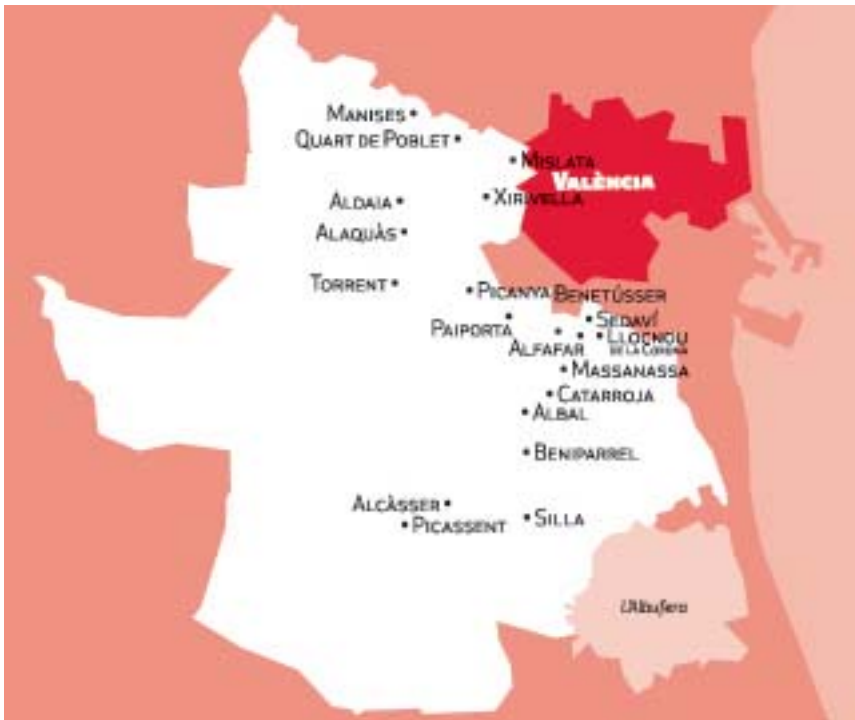 Manises
Quart de Poblet
Mislata
València
Xirivella
Aldaia
Alaquàs
Torrent
Picanya
Benetússer
Paiporta
Sedaví
Alfafar
Llocnou
de la Corona
Massanassa
Catarroja
Albal
Beniparrel
Alcàsser
Picassent
Silla
l'Albufera